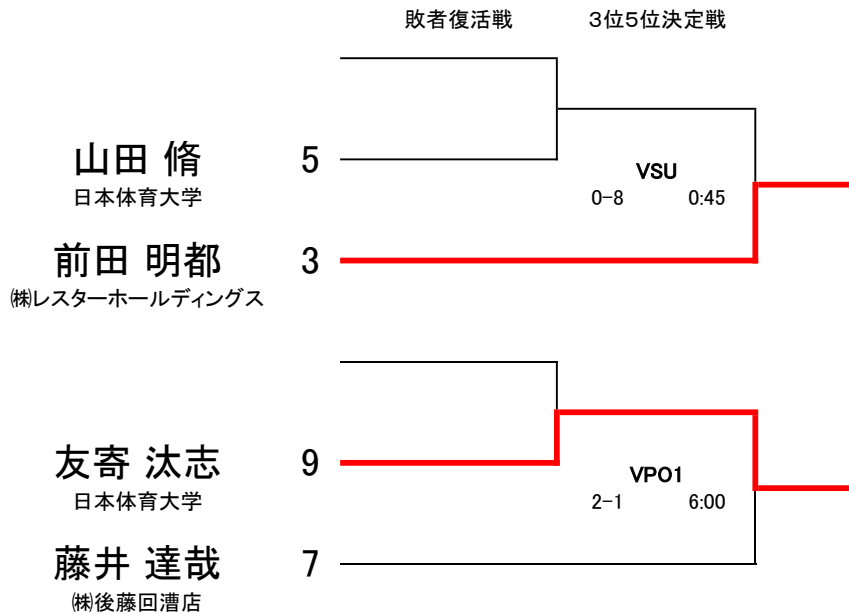 敗者復活戦 3位5位決定戦
山田 脩 5
日本体育大学
VSU
0-8 0:45
前田 明都 3
㈱レスターホールディングス
友寄 汰志 9
日本体育大学
VPO1
2-1 6:00
藤井 達哉 7
㈱後藤回漕店